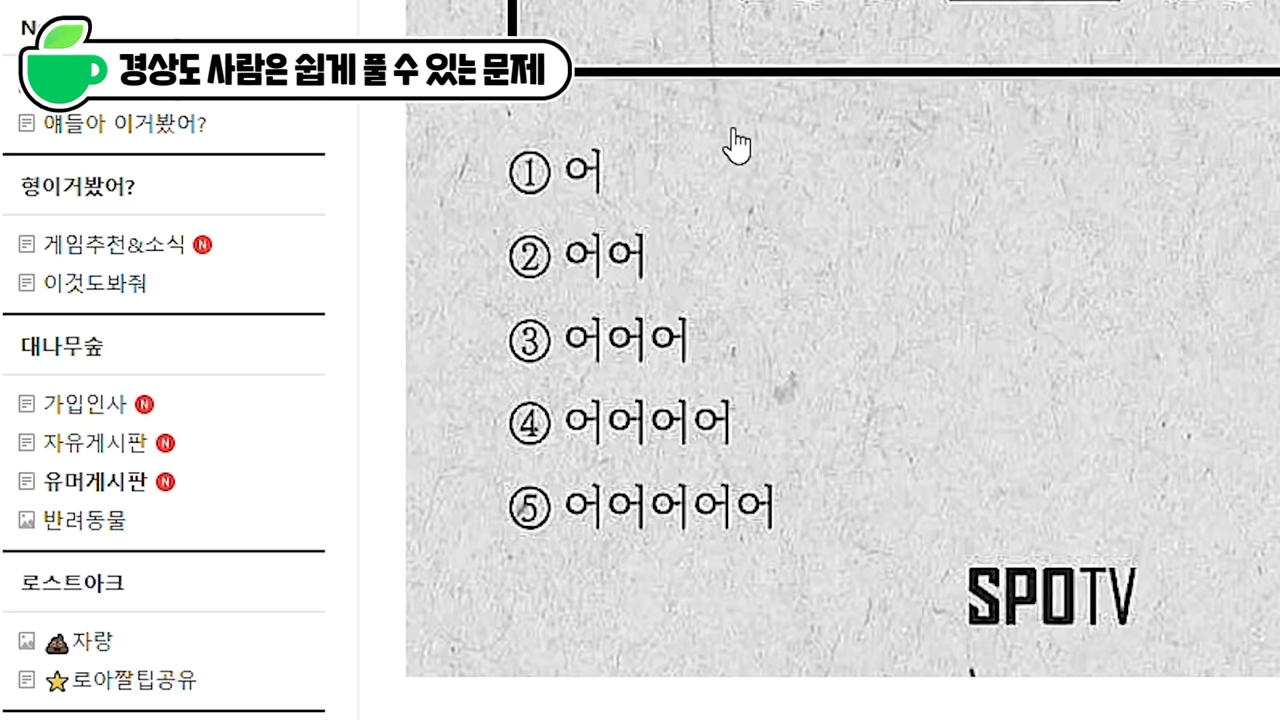 N
경상도 사람은 쉽게 풀 수 있는 문제
얘들아 이거봤어?
형이거봤어?
게임추천&소식 N
이것도봐줘
대나무숲
가입인사 N
자유게시판 N
유머게시판 N
반려동물
로스트아크
💩자랑
⭐로아짤팁공유
① 어
② 어어
③ 어어어
④ 어어어어
⑤ 어어어어어
SPOTV